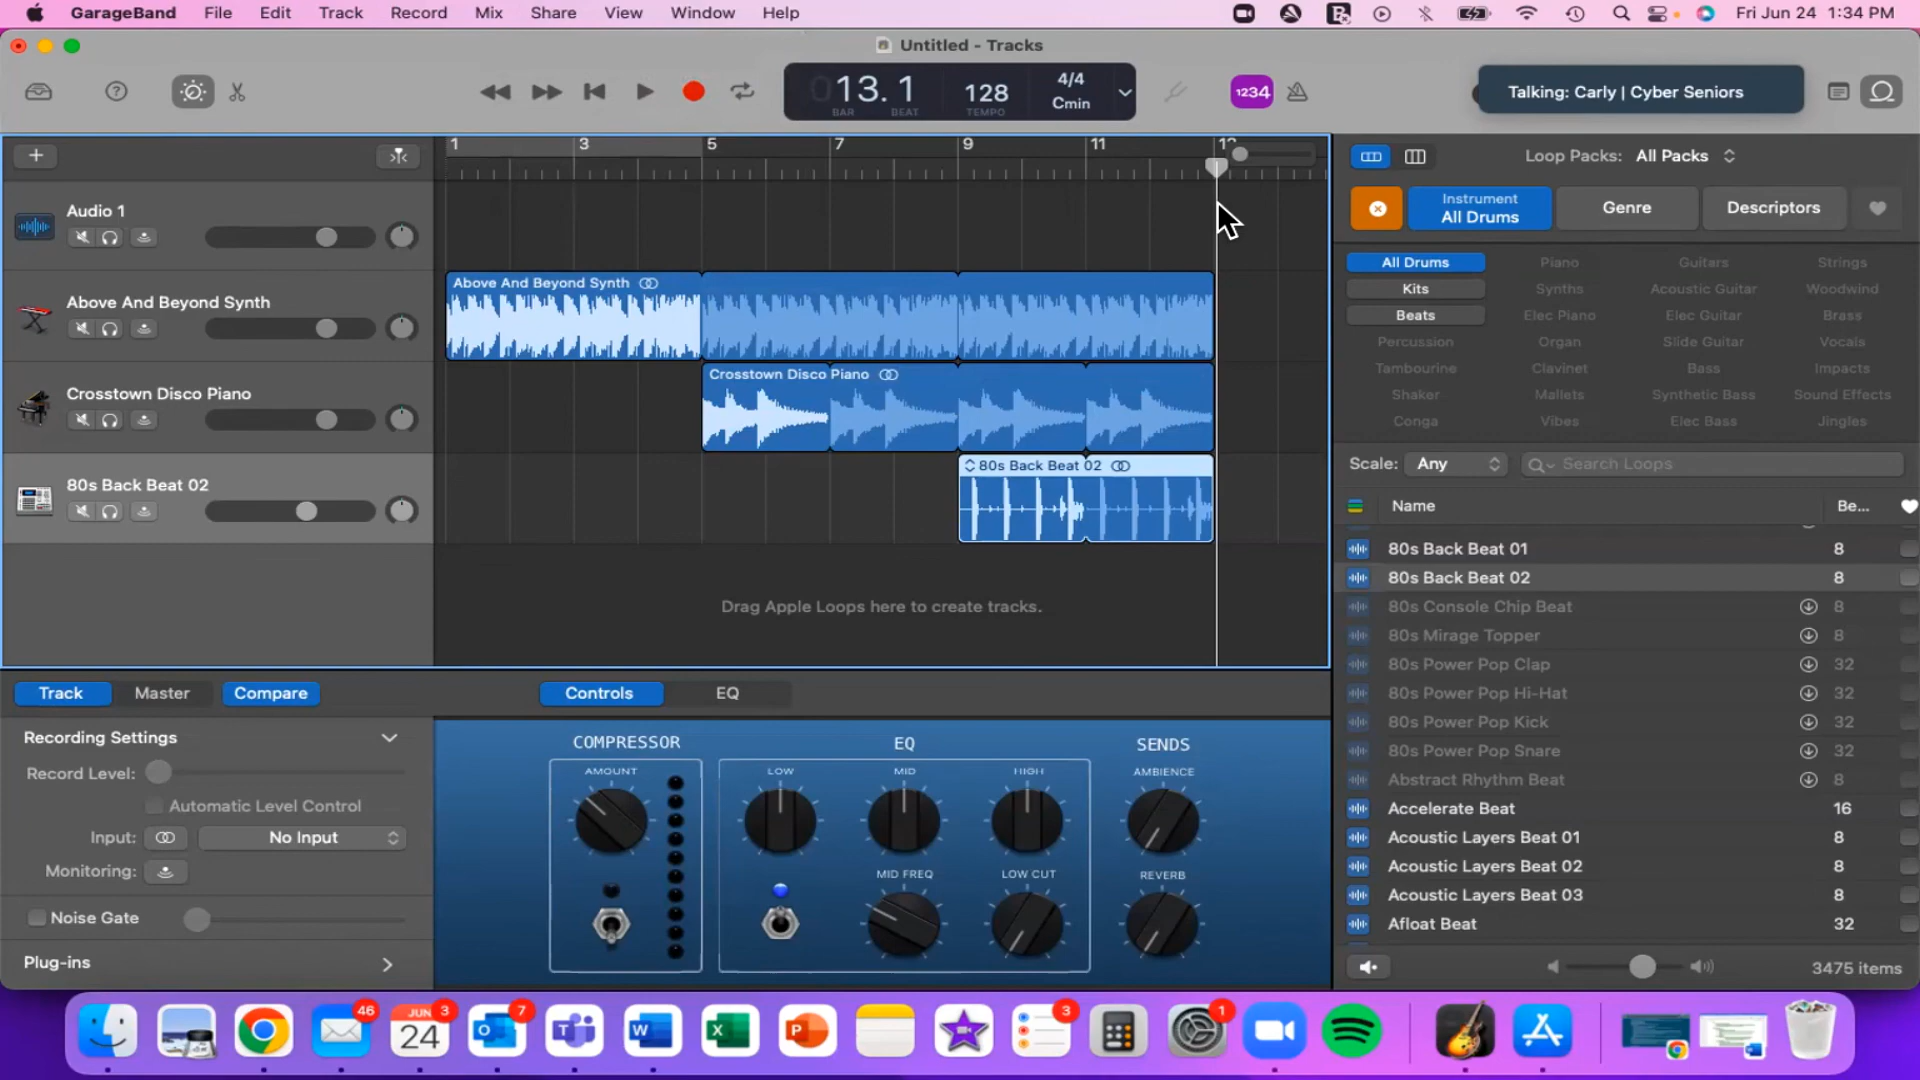 GarageBand File Edit Track Record Mix Share View Window Help Fri Jun 24 1:34 PM
Untitled - Tracks
013. 1 128 4/4 Cmin
BAR BEAT TEMPO
1234
Talking: Carly | Cyber Seniors
1 3 5 7 9 11
Audio 1
Above And Beyond Synth
Crosstown Disco Piano
80s Back Beat 02
Above And Beyond Synth
Crosstown Disco Piano
80s Back Beat 02
Drag Apple Loops here to create tracks.
Loop Packs: All Packs
Instrument
All Drums Genre Descriptors
All Drums Piano Guitars Strings
Kits Synths Acoustic Guitar Woodwind
Beats Elec Piano Elec Guitar Brass
Percussion Organ Slide Guitar Vocals
Tambourine Clavinet Bass Impacts
Shaker Mallets Synthetic Bass Sound Effects
Conga Vibes Elec Bass Jingles
Scale: Any Search Loops
Name Be...
80s Back Beat 01 8
80s Back Beat 02 8
80s Console Chip Beat 8
80s Mirage Topper 8
80s Power Pop Clap 32
80s Power Pop Hi-Hat 32
80s Power Pop Kick 32
80s Power Pop Snare 32
Abstract Rhythm Beat 8
Accelerate Beat 16
Acoustic Layers Beat 01 8
Acoustic Layers Beat 02 8
Acoustic Layers Beat 03 8
Afloat Beat 32
3475 items
Track Master Compare Controls EQ
Recording Settings
Record Level:
Automatic Level Control
Input: No Input
Monitoring:
Noise Gate
Plug-ins
COMPRESSOR EQ SENDS
AMOUNT LOW MID HIGH AMBIENCE
MID FREQ LOW CUT REVERB
46 JUN 3 7 3 1
24